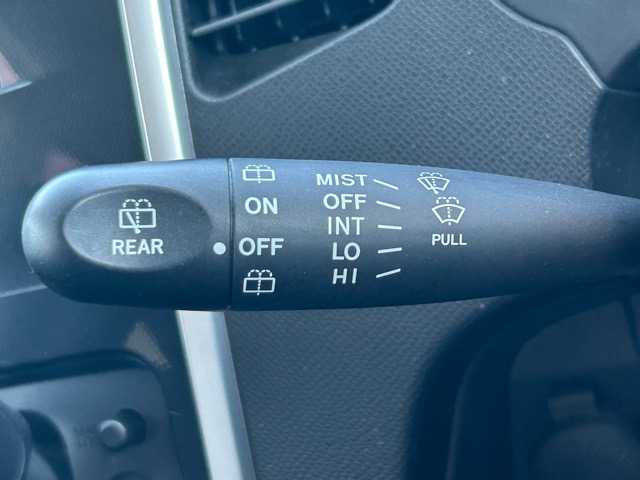 REAR
ON
OFF
MIST
OFF
INT
LO
HI
PULL